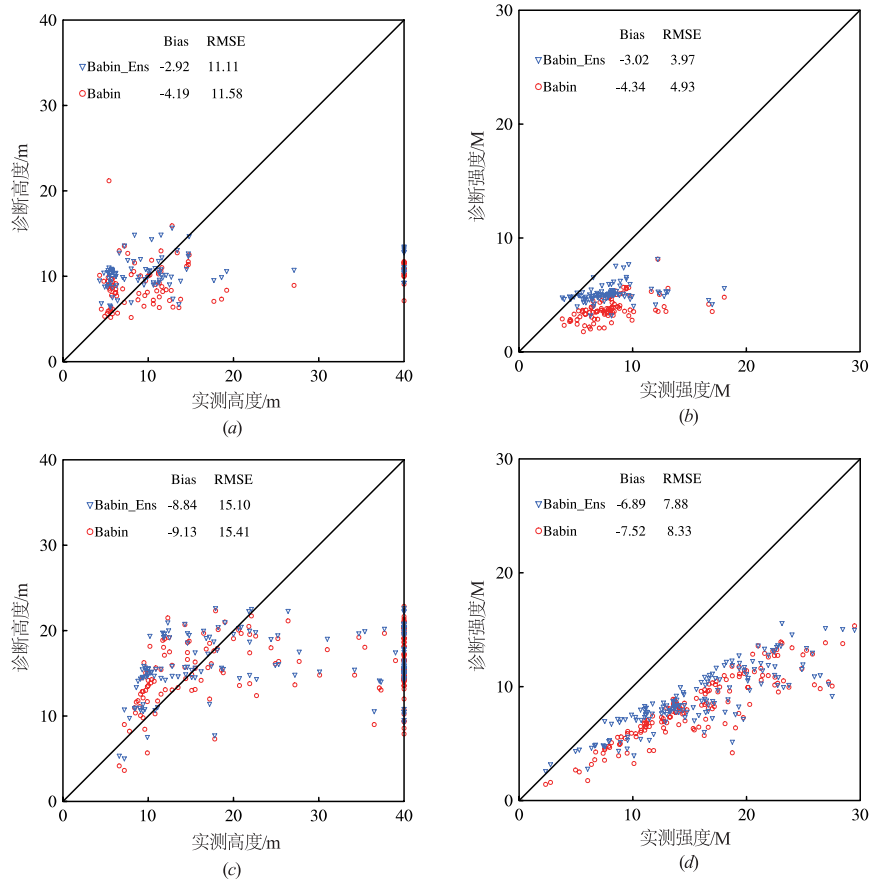 40
30
20
10
0
诊断高度/m
Bias RMSE
Babin_Ens -2.92 11.11
Babin -4.19 11.58
0 10 20 30 40
实测高度/m
(a)
30
20
10
0
诊断强度/M
Bias RMSE
Babin_Ens -3.02 3.97
Babin -4.34 4.93
0 10 20 30
实测强度/M
(b)
40
30
20
10
0
诊断高度/m
Bias RMSE
Babin_Ens -8.84 15.10
Babin -9.13 15.41
0 10 20 30 40
实测高度/m
(c)
30
20
10
0
诊断强度/M
Bias RMSE
Babin_Ens -6.89 7.88
Babin -7.52 8.33
0 10 20 30
实测强度/M
(d)